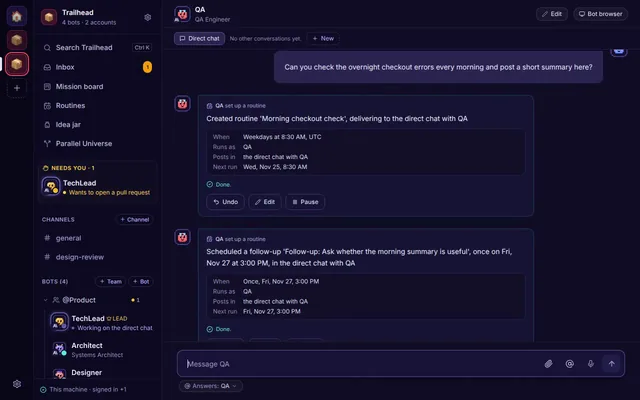 Trailhead
4 bots · 2 accounts
Search Trailhead
Ctrl K
Inbox
1
Mission board
Routines
Idea jar
Parallel Universe
NEEDS YOU · 1
TechLead
Wants to open a pull request
CHANNELS
+ Channel
# general
# design-review
BOTS (4)
+ Team
+ Bot
@Product
1
TechLead LEAD
Working on the direct chat
Architect
Systems Architect
Designer
This machine · signed in +1
QA
QA Engineer
Edit
Bot browser
Direct chat
No other conversations yet.
+ New
Can you check the overnight checkout errors every morning and post a short summary here?
QA set up a routine
Created routine 'Morning checkout check', delivering to the direct chat with QA
When Weekdays at 8:30 AM, UTC
Runs as QA
Posts in the direct chat with QA
Next run Wed, Nov 25, 8:30 AM
Done.
Undo
Edit
Pause
QA set up a routine
Scheduled a follow-up 'Follow-up: Ask whether the morning summary is useful', once on Fri,
Nov 27 at 3:00 PM, in the direct chat with QA
When Once, Fri, Nov 27, 3:00 PM
Runs as QA
Posts in the direct chat with QA
Next run Fri, Nov 27, 3:00 PM
Done.
Message QA
Answers: QA